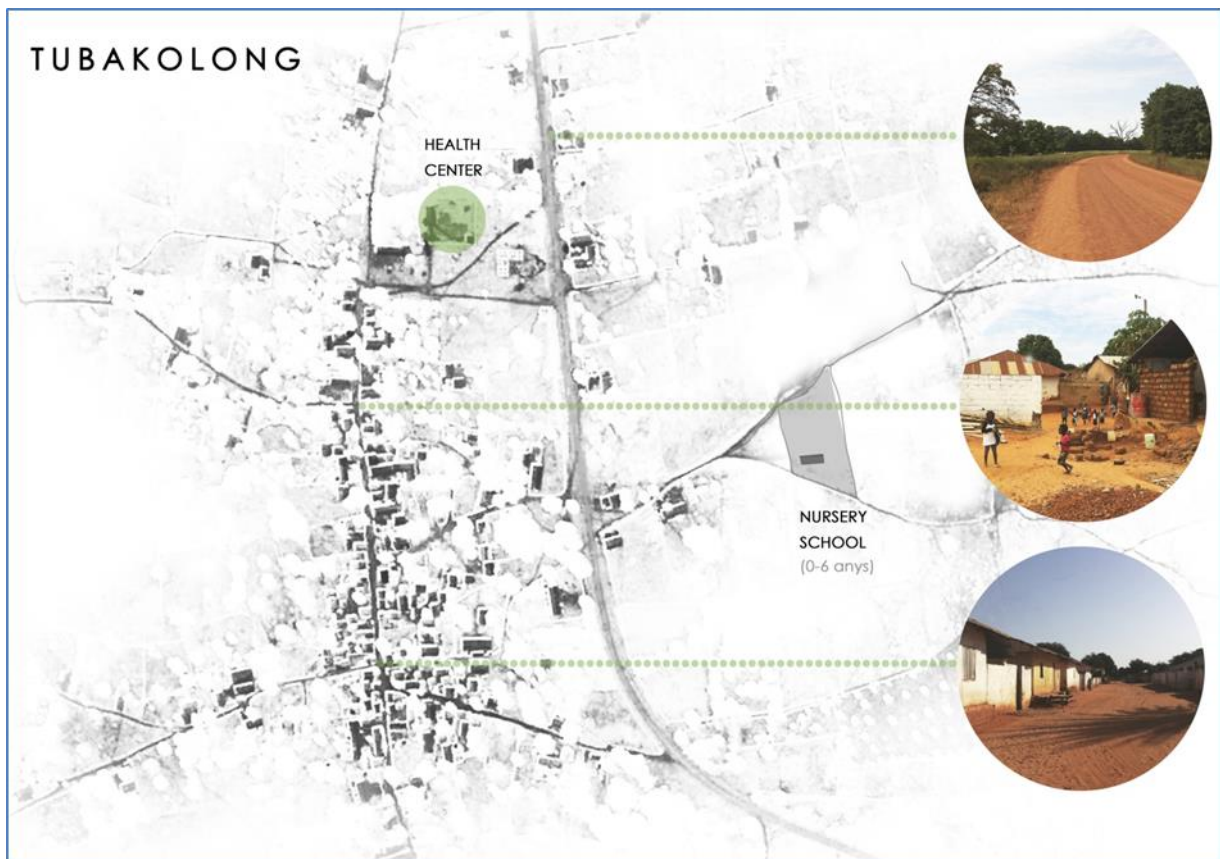 TUBAKOLONG
HEALTH
CENTER
NURSERY
SCHOOL
(0-6 anys)